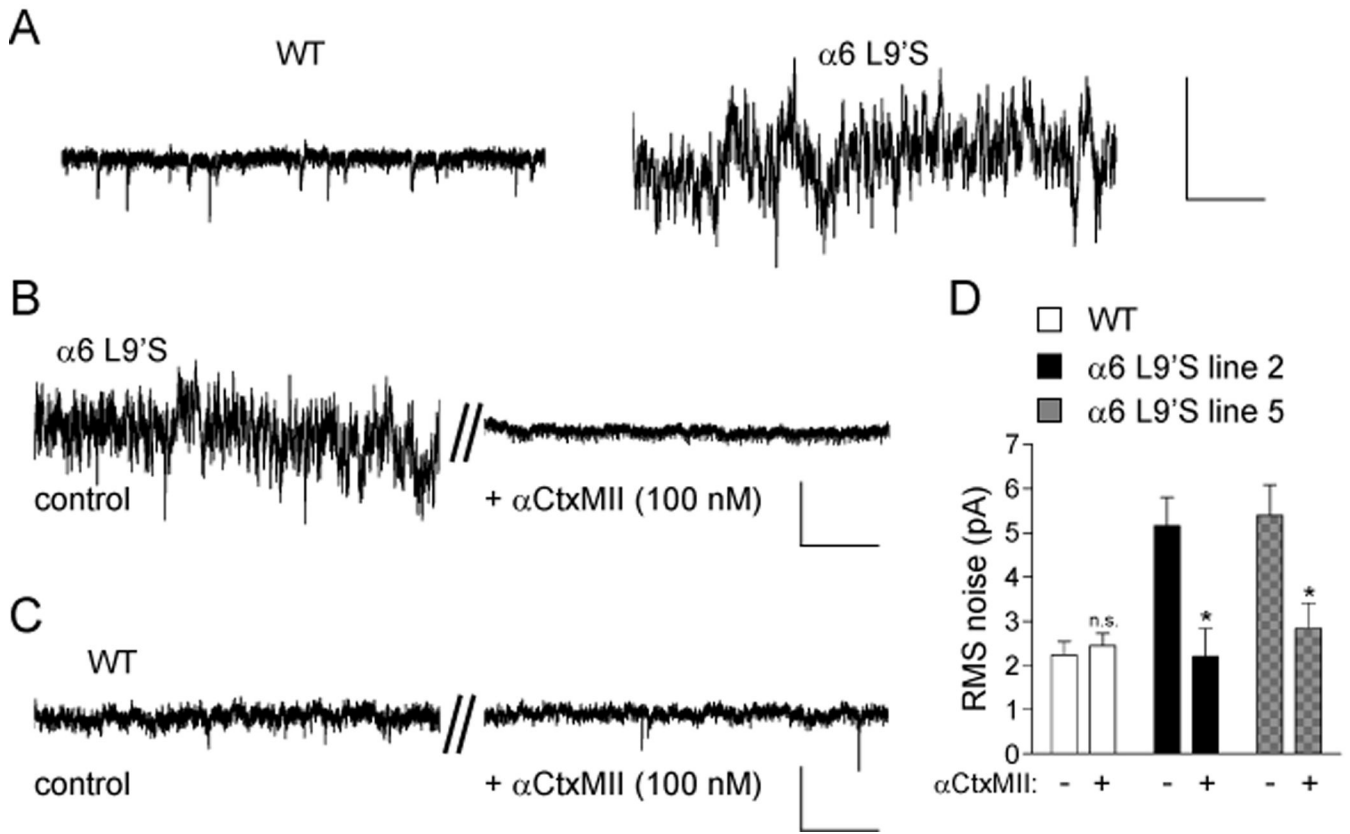 A
WT
α6 L9'S
B
α6 L9'S
control
+ αCtxMII (100 nM)
C
WT
control
+ αCtxMII (100 nM)
D
WT
α6 L9'S line 2
α6 L9'S line 5
RMS noise (pA)
7
6
5
4
3
2
1
0
n.s.
*
*
αCtxMII: - + - + - +